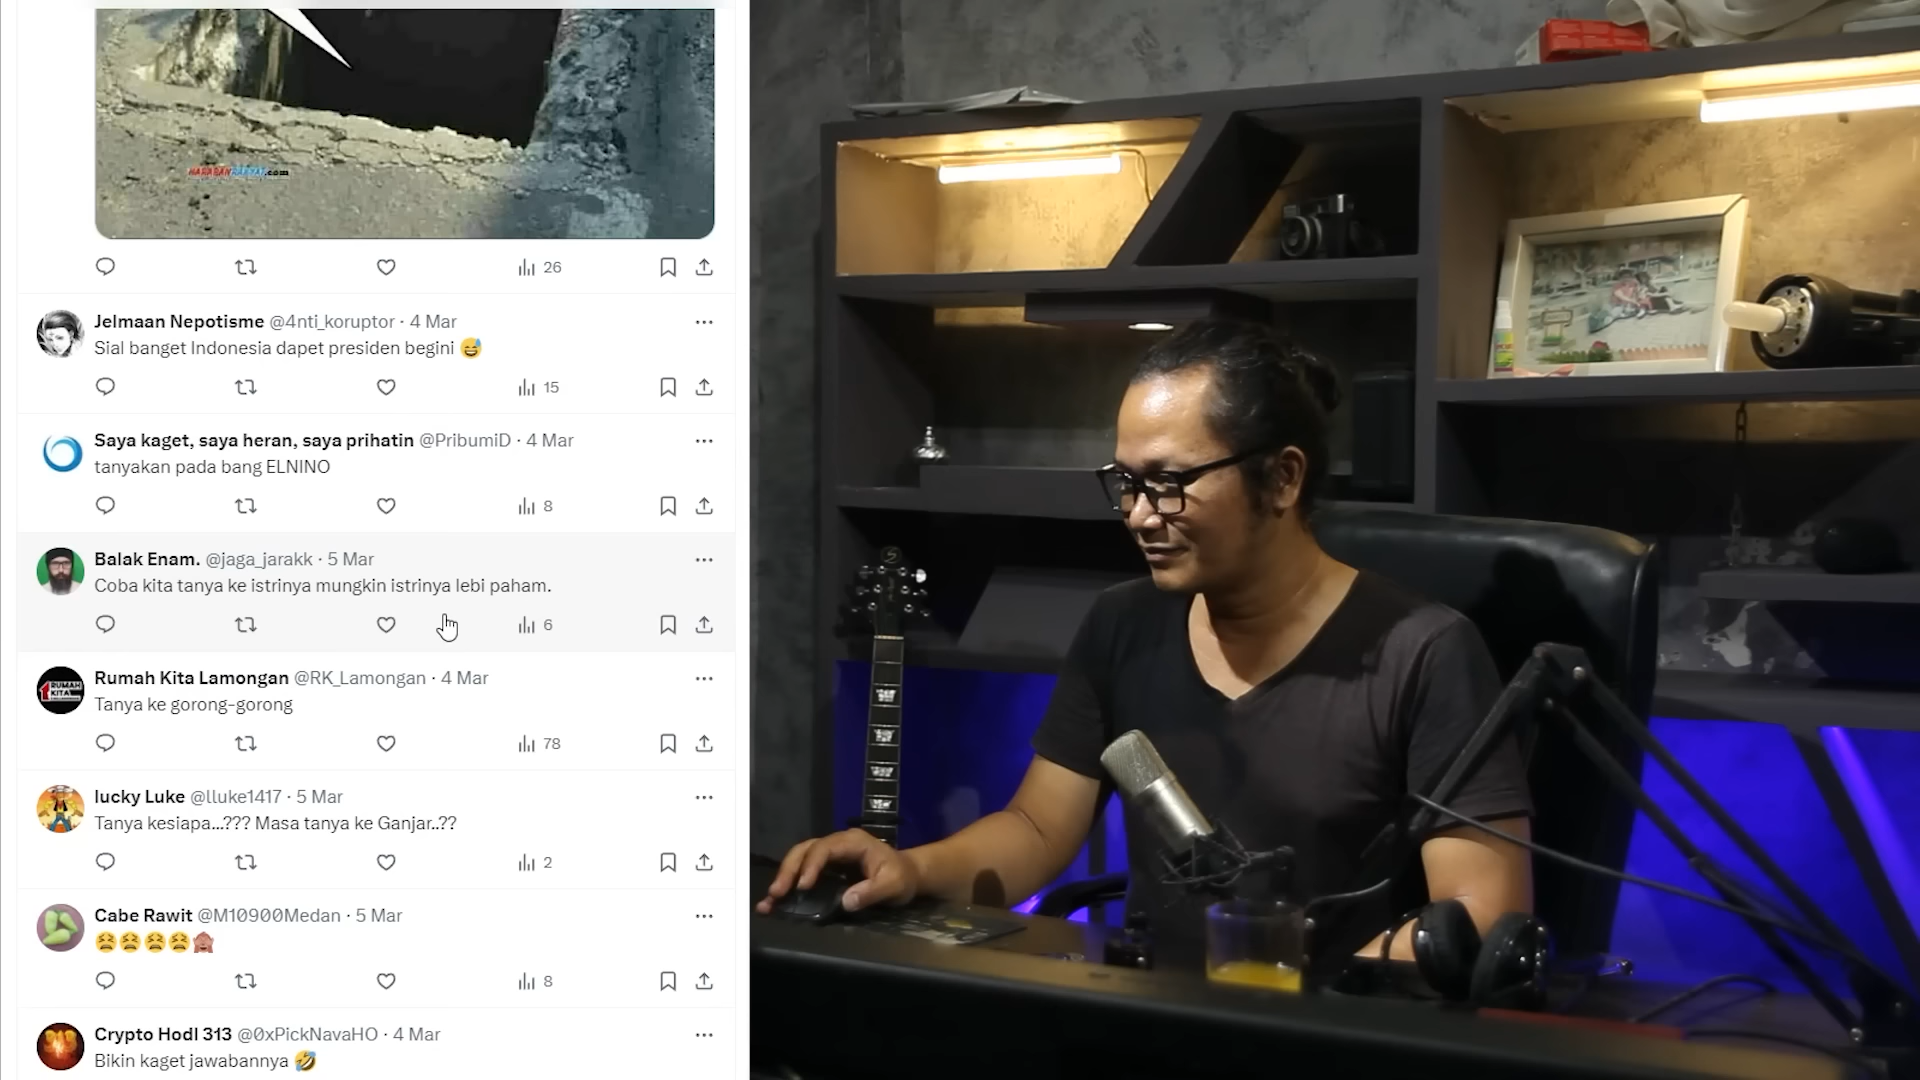 HARAPANRAKYAT.com
26
Jelmaan Nepotisme @4nti_koruptor · 4 Mar
Sial banget Indonesia dapet presiden begini 😅
15
Saya kaget, saya heran, saya prihatin @PribumiD · 4 Mar
tanyakan pada bang ELNINO
8
Balak Enam. @jaga_jarakk · 5 Mar
Coba kita tanya ke istrinya mungkin istrinya lebi paham.
6
RUMAH
KITA
Rumah Kita Lamongan @RK_Lamongan · 4 Mar
Tanya ke gorong-gorong
78
lucky Luke @lluke1417 · 5 Mar
Tanya kesiapa...??? Masa tanya ke Ganjar..??
2
Cabe Rawit @M10900Medan · 5 Mar
😫😫😫😫🙈
8
Crypto Hodl 313 @0xPickNavaHO · 4 Mar
Bikin kaget jawabannya 🤣